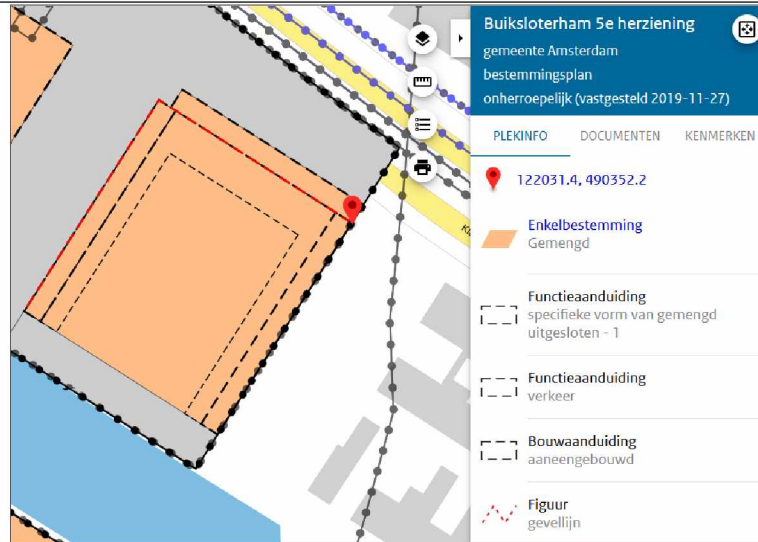 Buiksloterham 5e herziening
gemeente Amsterdam
bestemmingsplan
onherroepelijk (vastgesteld 2019-11-27)
PLEKINFO DOCUMENTEN KENMERKEN
122031.4, 490352.2
Enkelbestemming
Gemengd
Functieaanduiding
specifieke vorm van gemengd
uitgesloten - 1
Functieaanduiding
verkeer
Bouwaanduiding
aaneengebouwd
Figuur
gevellijn